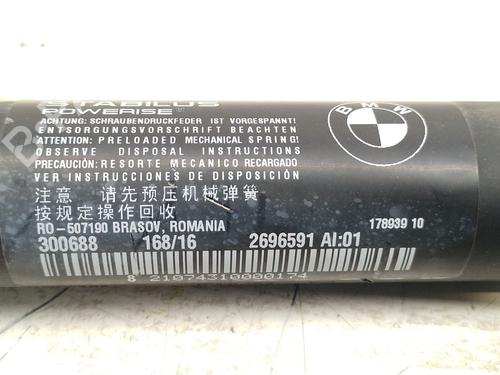 STABILUS
POWERISE®
ACHTUNG: SCHRAUBENDRUCKFEDER IST VORGESPANNT!
ENTSORGUNGSVORSCHRIFT BEACHTEN
ATTENTION: PRELOADED MECHANICAL SPRING!
OBSERVE DISPOSAL INSTRUCTIONS
PRECAUCIÓN: RESORTE MECANICO RECARGADO
VER INSTRUCCIONES DE DISPOSICIÓN
注意 请先预压机械弹簧
按规定操作回收
RO-507190 BRASOV, ROMANIA
300688 168/16 2696591 AI:01
8 21074310000174
BMW
178939 10